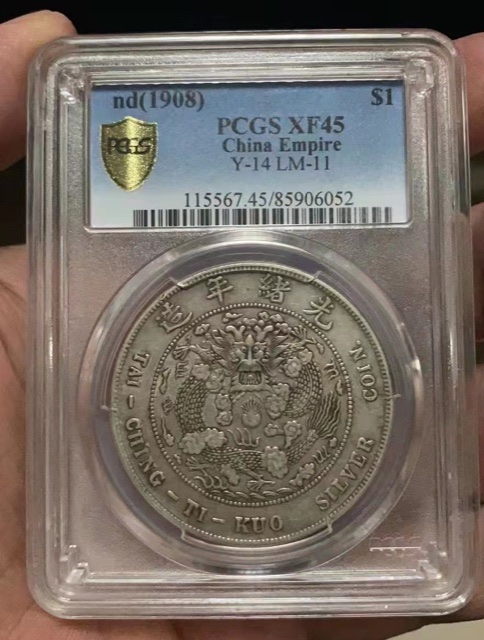 nd(1908) $1
PCGS
PCGS XF45
China Empire
Y-14 LM-11
115567.45/85906052
造年緒光
TAI-CHING-TI-KUO SILVER COIN.